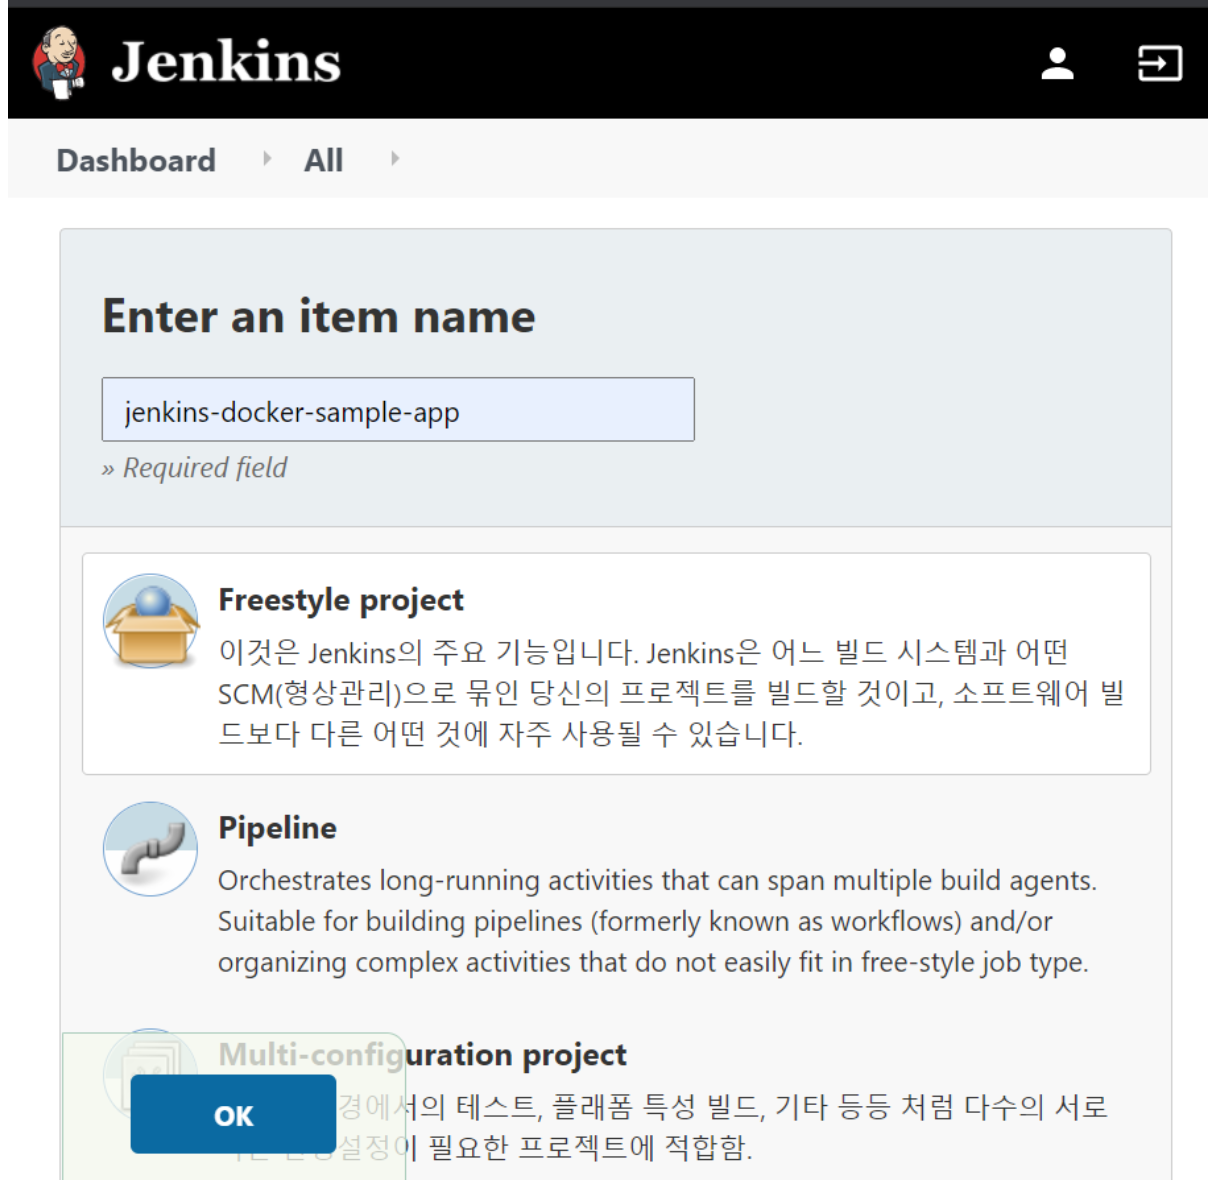 Jenkins
Dashboard
All
Enter an item name
jenkins-docker-sample-app
» Required field
Freestyle project
이것은 Jenkins의 주요 기능입니다. Jenkins은 어느 빌드 시스템과 어떤
SCM(형상관리)으로 묶인 당신의 프로젝트를 빌드할 것이고, 소프트웨어 빌
드보다 다른 어떤 것에 자주 사용될 수 있습니다.
Pipeline
Orchestrates long-running activities that can span multiple build agents.
Suitable for building pipelines (formerly known as workflows) and/or
organizing complex activities that do not easily fit in free-style job type.
Multi-configuration project
경에서의 테스트, 플래폼 특성 빌드, 기타 등등 처럼 다수의 서로
설정이 필요한 프로젝트에 적합함.
OK